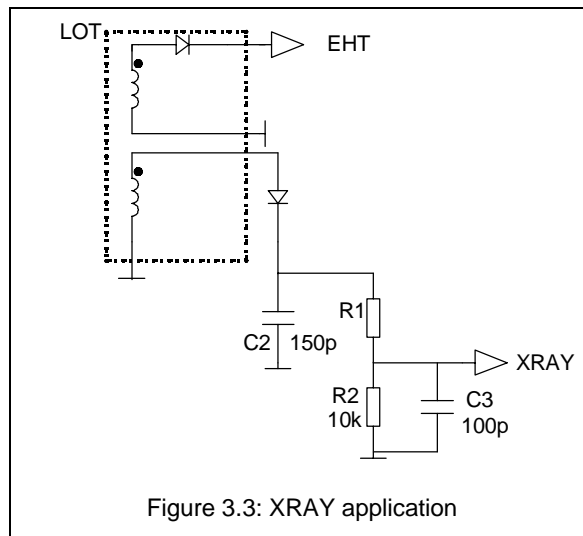 LOT
EHT
R1
C2 150p
XRAY
R2
10k
C3
100p
Figure 3.3: XRAY application